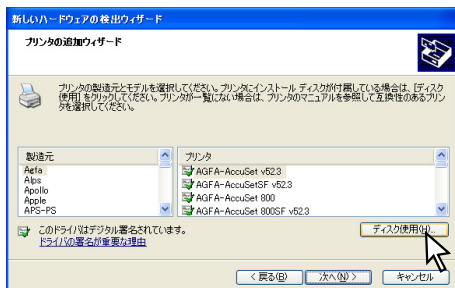 新しいハードウェアの検出ウィザード
プリンタの追加ウィザード
プリンタの製造元とモデルを選択してください。プリンタにインストール ディスクが付属している場合は、[ディスク
使用] をクリックしてください。プリンタが一覧にない場合は、プリンタのマニュアルを参照して互換性のあるプリン
タを選択してください。
製造元
Agfa
Alps
Apollo
Apple
APS-PS
プリンタ
AGFA-AccuSet v52.3
AGFA-AccuSetSF v52.3
AGFA-AccuSet 800
AGFA-AccuSet 800SF v52.3
このドライバはデジタル署名されています。
ドライバの署名が重要な理由
ディスク使用(H)...
< 戻る(B)
次へ(N) >
キャンセル